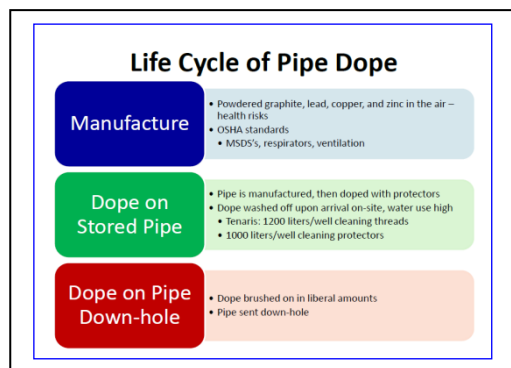 Life Cycle of Pipe Dope
Manufacture
• Powdered graphite, lead, copper, and zinc in the air –
health risks
• OSHA standards
• MSDS's, respirators, ventilation
Dope on
Stored Pipe
• Pipe is manufactured, then doped with protectors
• Dope washed off upon arrival on-site, water use high
• Tenaris: 1200 liters/well cleaning threads
• 1000 liters/well cleaning protectors
Dope on Pipe
Down-hole
• Dope brushed on in liberal amounts
• Pipe sent down-hole